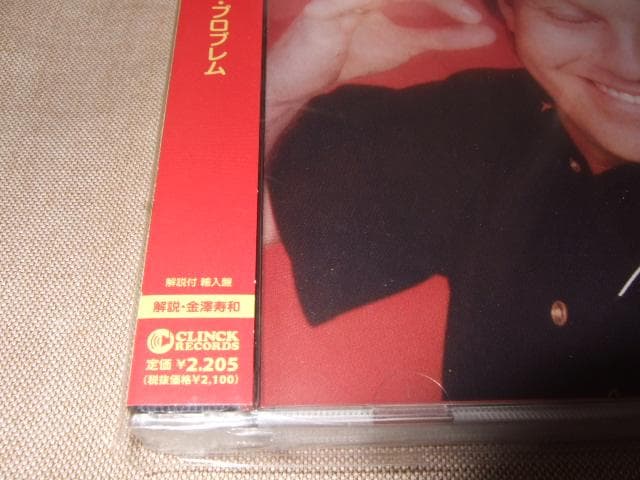 ・プロブレム
解説付 輸入盤
解説・金澤寿和
CLINCK
RECORDS
定価 ¥2,205
(税抜価格¥2,100)